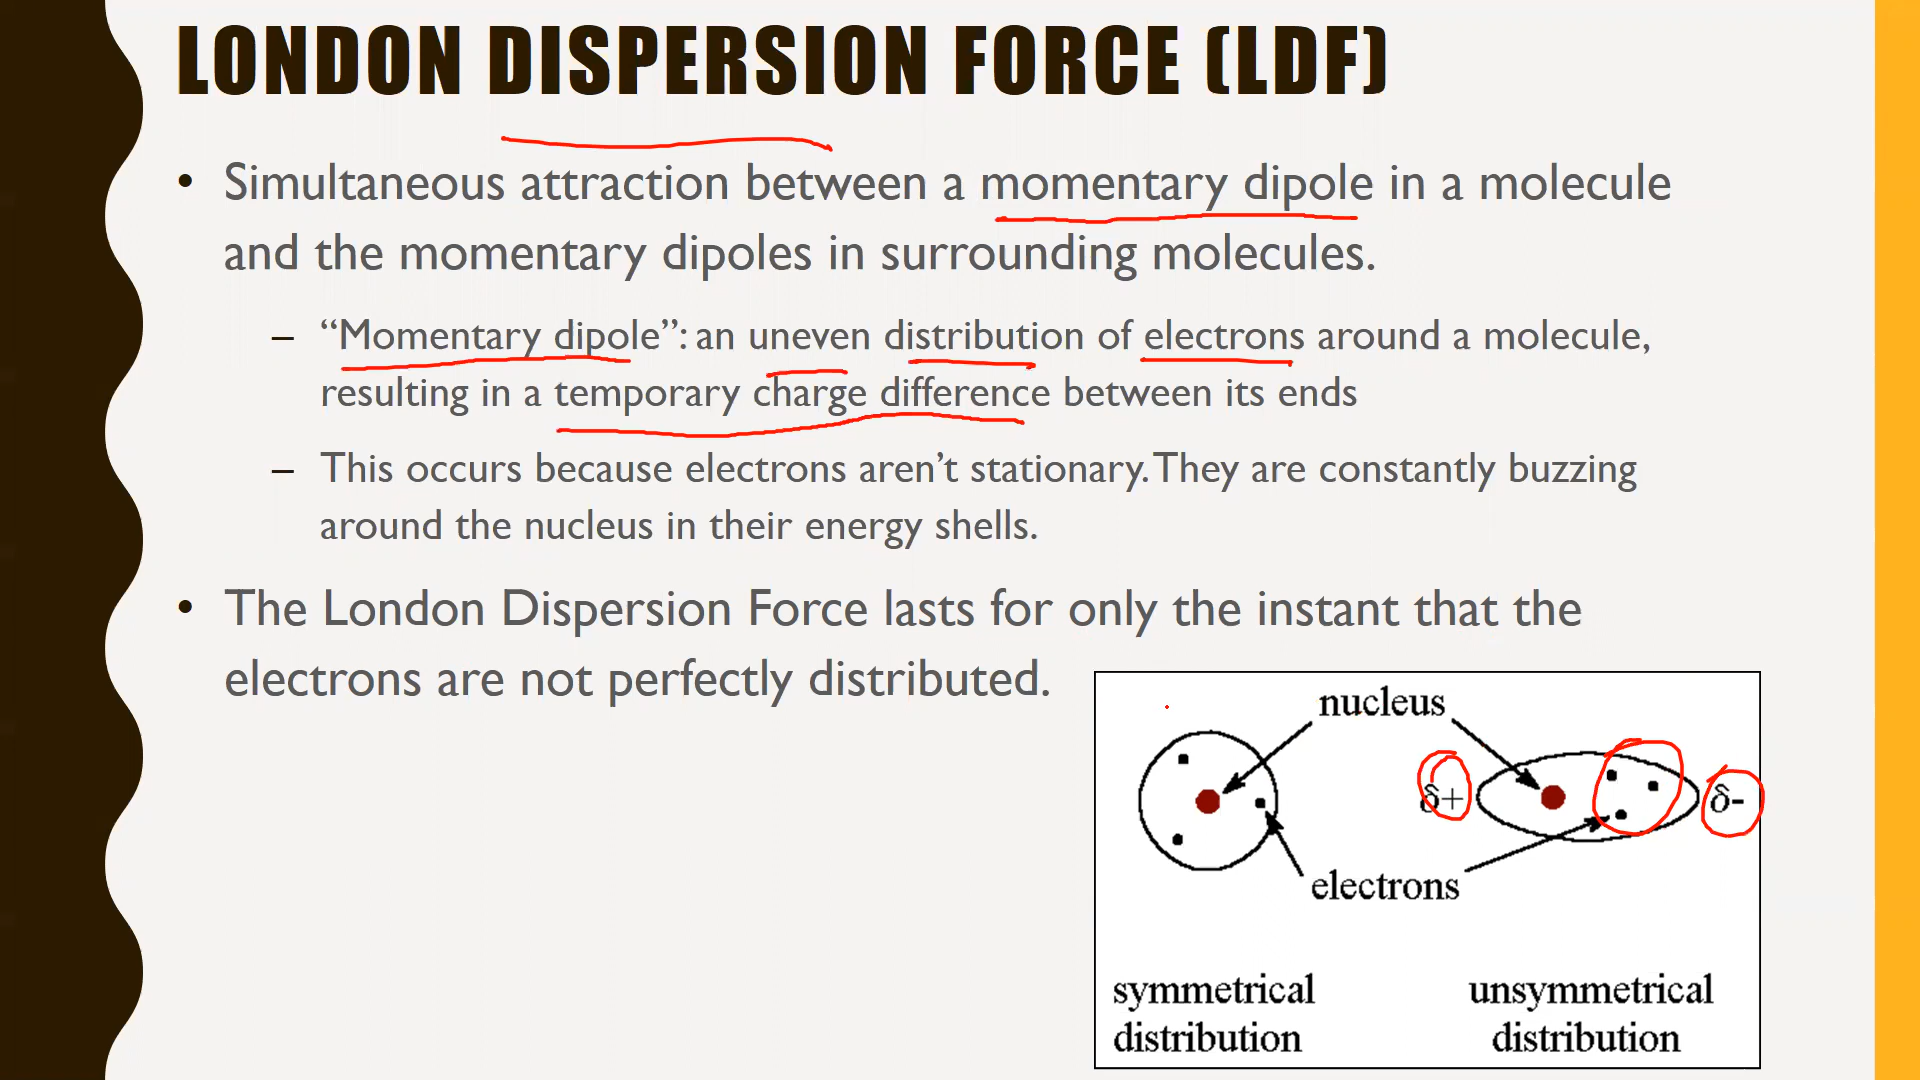 LONDON DISPERSION FORCE (LDF)
• Simultaneous attraction between a momentary dipole in a molecule
and the momentary dipoles in surrounding molecules.
– “Momentary dipole”: an uneven distribution of electrons around a molecule,
resulting in a temporary charge difference between its ends
– This occurs because electrons aren’t stationary. They are constantly buzzing
around the nucleus in their energy shells.
• The London Dispersion Force lasts for only the instant that the
electrons are not perfectly distributed.
nucleus
δ+
δ-
electrons
symmetrical
distribution
unsymmetrical
distribution